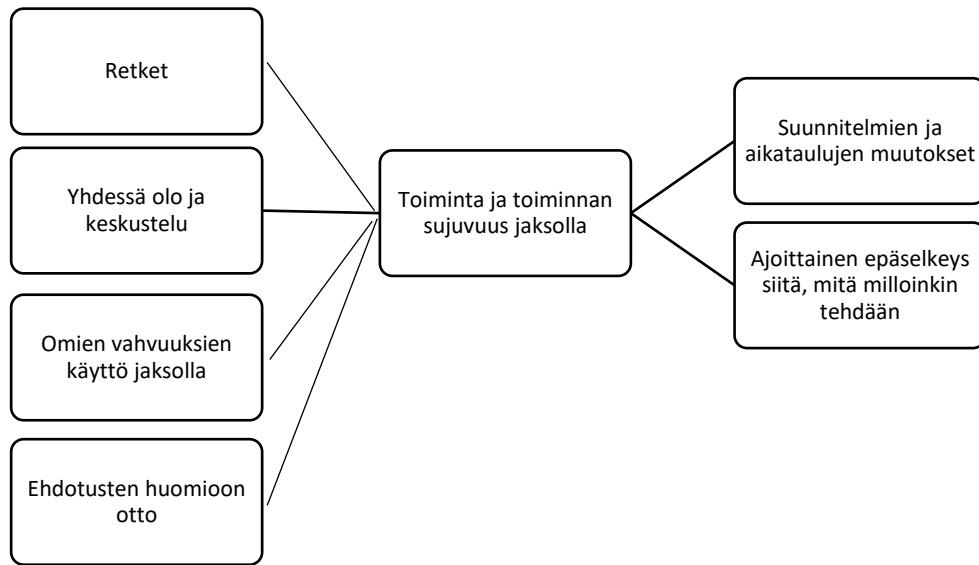 Retket
Yhdessä olo ja
keskustelu
Omien vahvuuksien
käyttö jaksolla
Ehdotusten huomioon
otto
Toiminta ja toiminnan
sujuvuus jaksolla
Suunnitelmien ja
aikataulujen muutokset
Ajoittainen epäselkeys
siitä, mitä milloinkin
tehdään